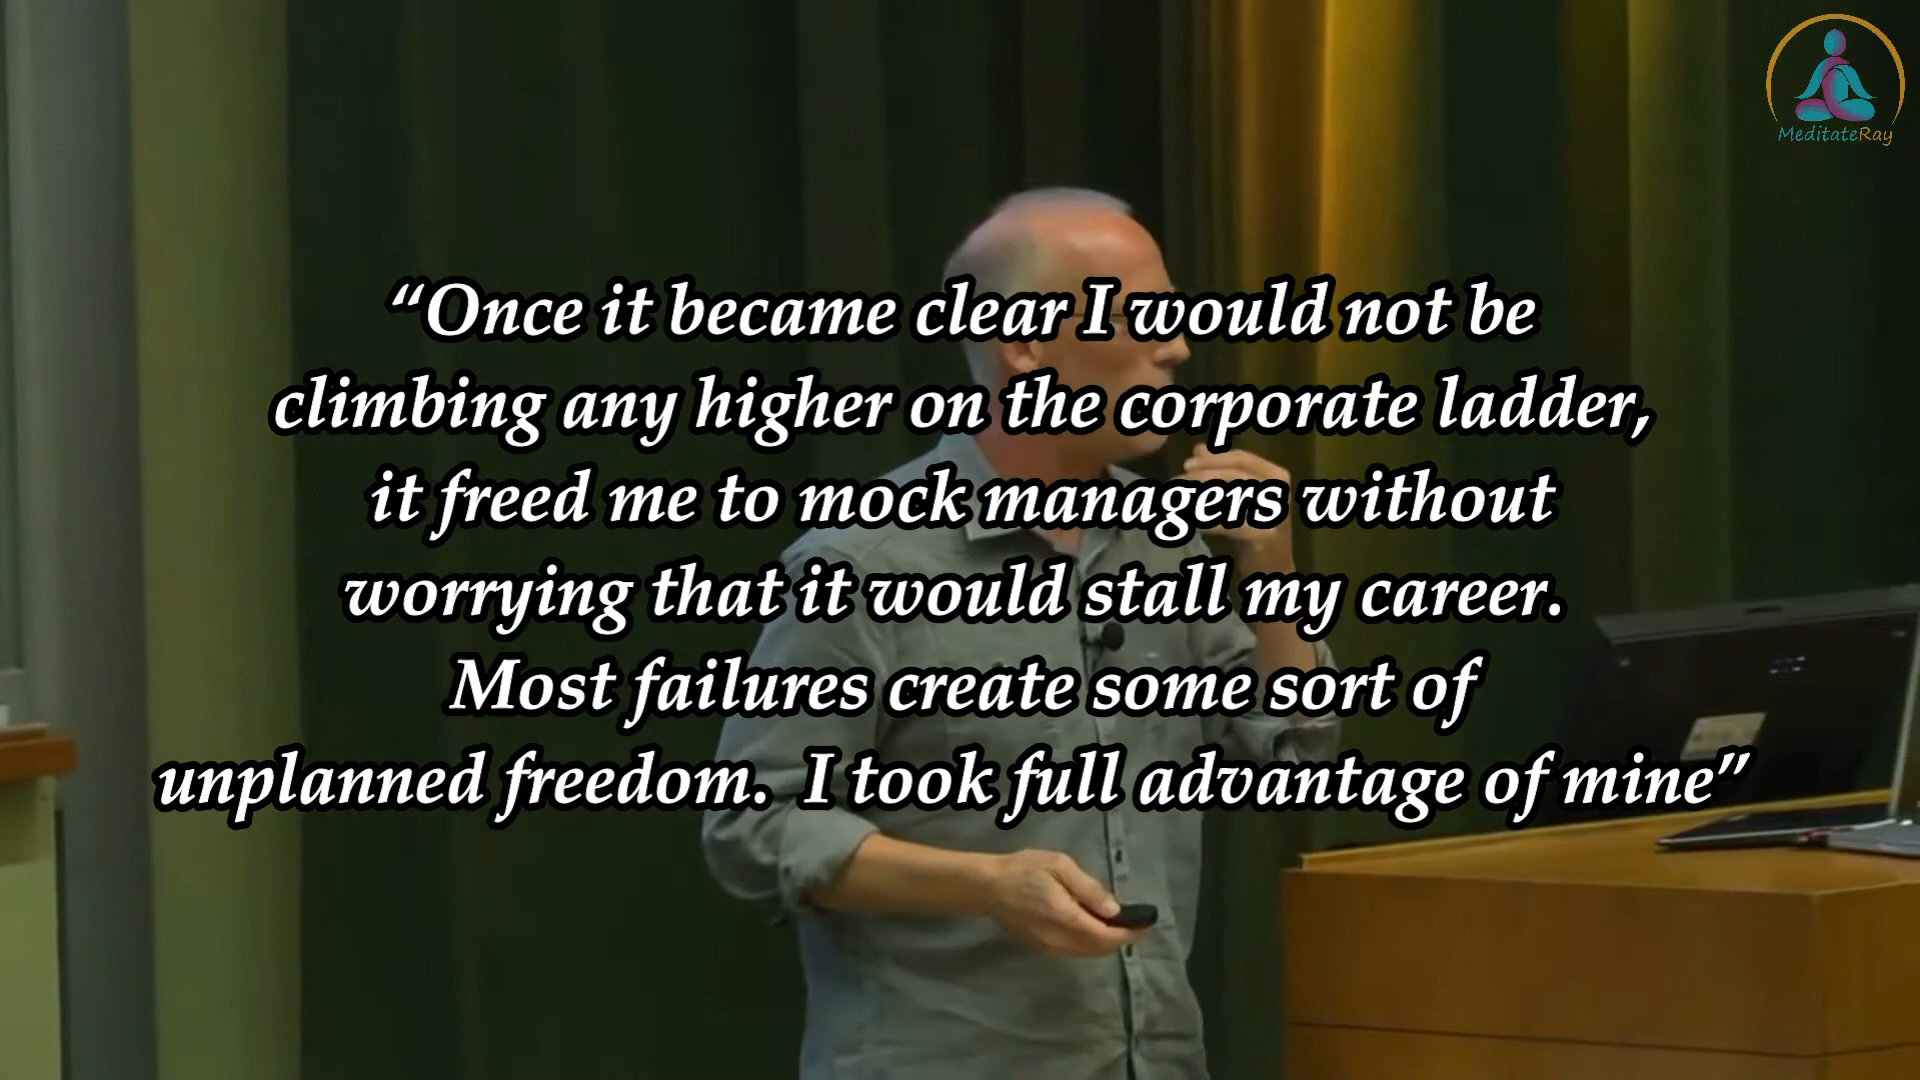 MeditateRay
“Once it became clear I would not be
climbing any higher on the corporate ladder,
it freed me to mock managers without
worrying that it would stall my career.
Most failures create some sort of
unplanned freedom.  I took full advantage of mine”